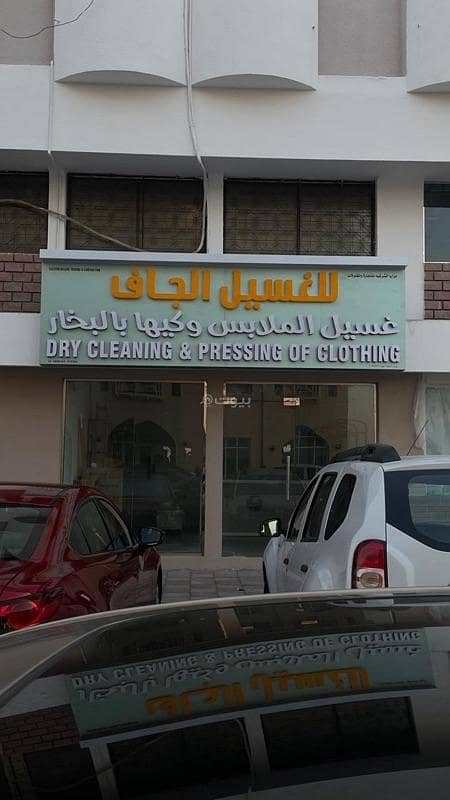 للغسيل الجاف
غسيل الملابس وكيها بالبخار
DRY CLEANING & PRESSING OF CLOTHING
بيوت